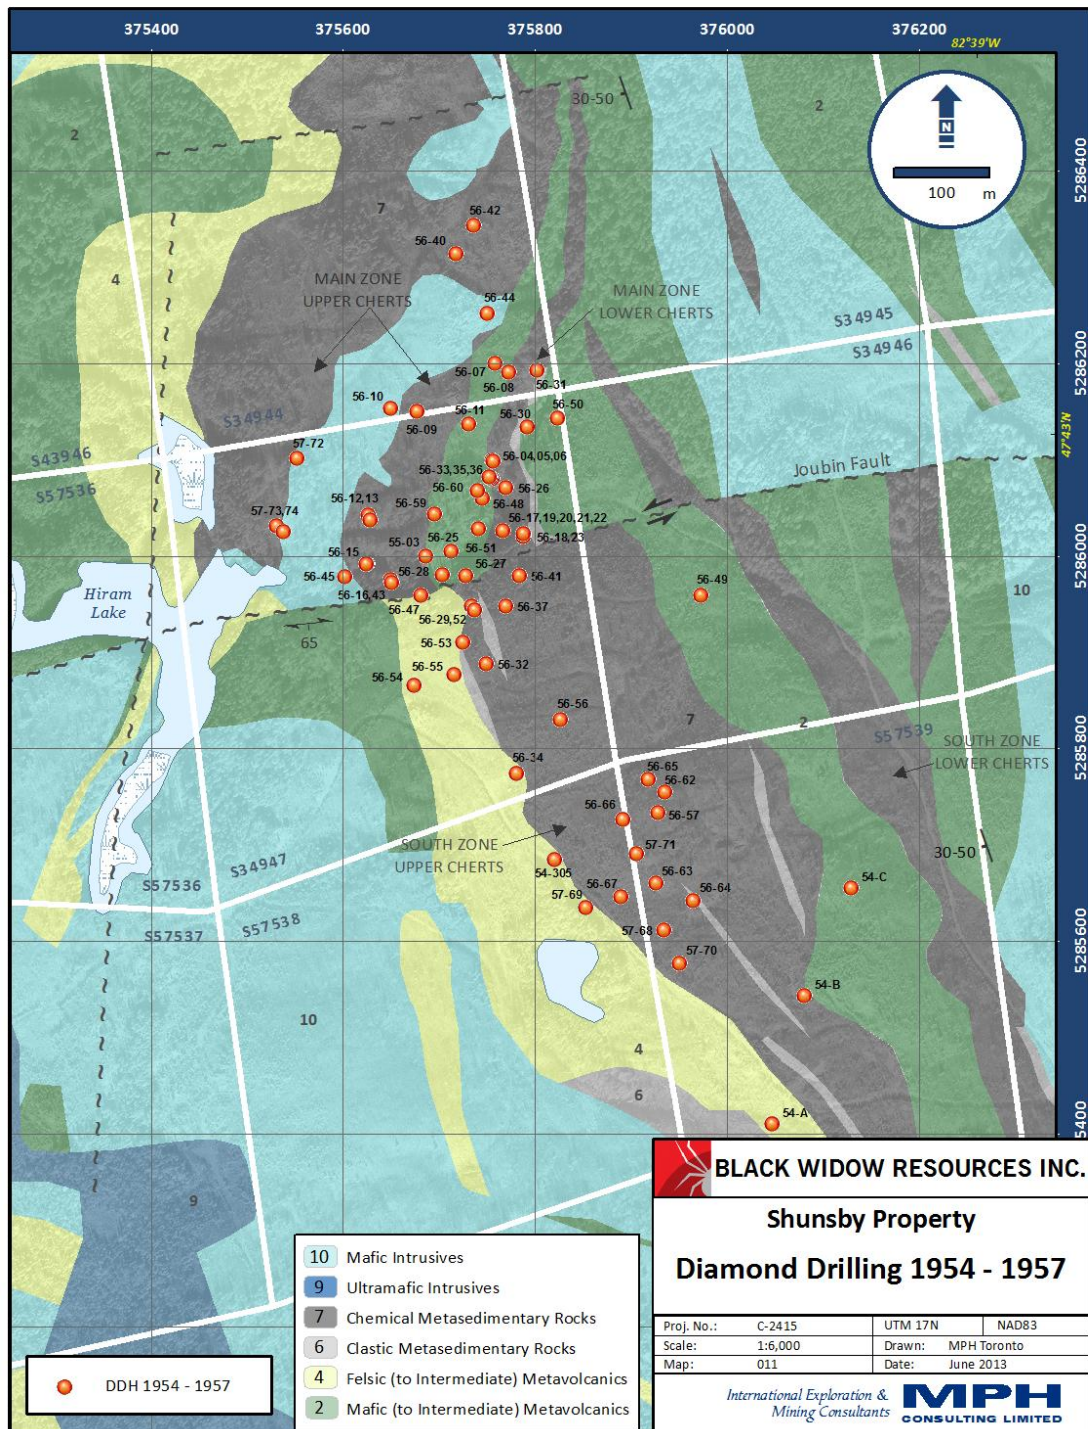 375400 375600 375800 376000 376200
82°39'W
30-50
2
2
N
100 m
5286400
7
56-42
56-40
4
MAIN ZONE
UPPER CHERTS
MAIN ZONE
LOWER CHERTS
56-44
S34945
S34946
5286200
56-07
56-08
56-31
56-10
56-09
56-11
56-30
56-50
S34944
47°43'N
S43946
S57536
57-72
56-04,05,06
56-33,35,36
Joubin Fault
56-60
56-26
56-12,13
56-59
56-48
57-73,74
56-17,19,20,21,22
55-03
56-25
56-18,23
56-51
5286000
56-15
56-27
56-28
56-45
56-41
56-49
10
Hiram
Lake
56-16,43
56-47
56-37
56-29,52
65
56-53
56-55
56-32
56-54
56-56
7
2
S57539
SOUTH ZONE
LOWER CHERTS
5285800
56-34
56-65
56-62
56-66
56-57
SOUTH ZONE
UPPER CHERTS
57-71
30-50
S34947
S57536
54-305
56-63
54-C
56-67
56-64
57-69
S57538
S57537
57-68
5285600
57-70
54-B
10
4
6
54-A
5400
9
BLACK WIDOW RESOURCES INC.
Shunsby Property
Diamond Drilling 1954 - 1957
Proj. No.: C-2415 UTM 17N NAD83
Scale: 1:6,000 Drawn: MPH Toronto
Map: 011 Date: June 2013
International Exploration &
Mining Consultants
MPH
CONSULTING LIMITED
10 Mafic Intrusives
9 Ultramafic Intrusives
7 Chemical Metasedimentary Rocks
6 Clastic Metasedimentary Rocks
4 Felsic (to Intermediate) Metavolcanics
2 Mafic (to Intermediate) Metavolcanics
DDH 1954 - 1957